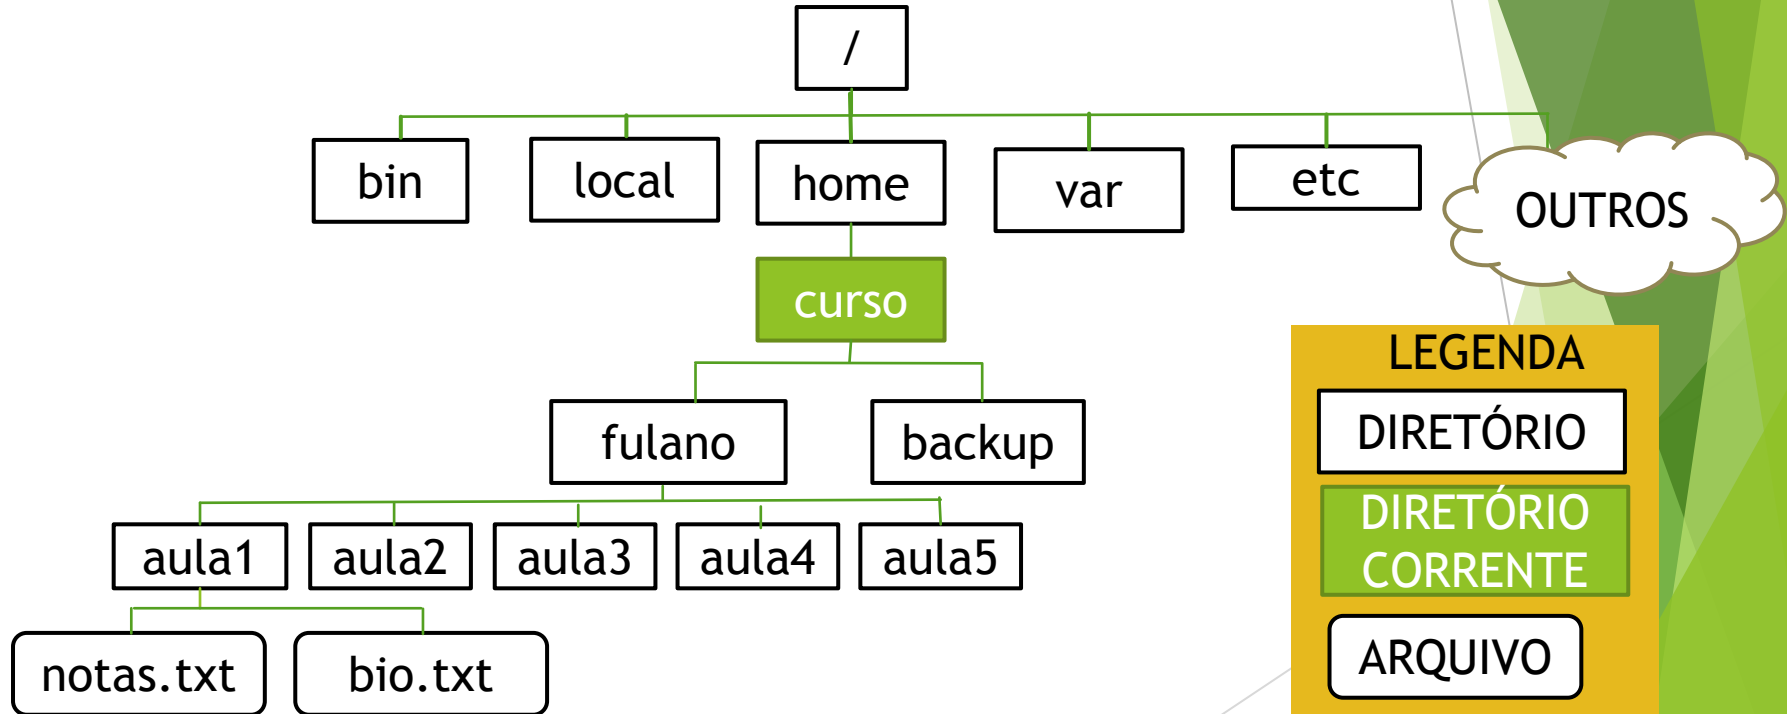 /
bin
local
home
var
etc
OUTROS
curso
LEGENDA
DIRETÓRIO
fulano
backup
DIRETÓRIO
CORRENTE
aula1
aula2
aula3
aula4
aula5
ARQUIVO
notas.txt
bio.txt